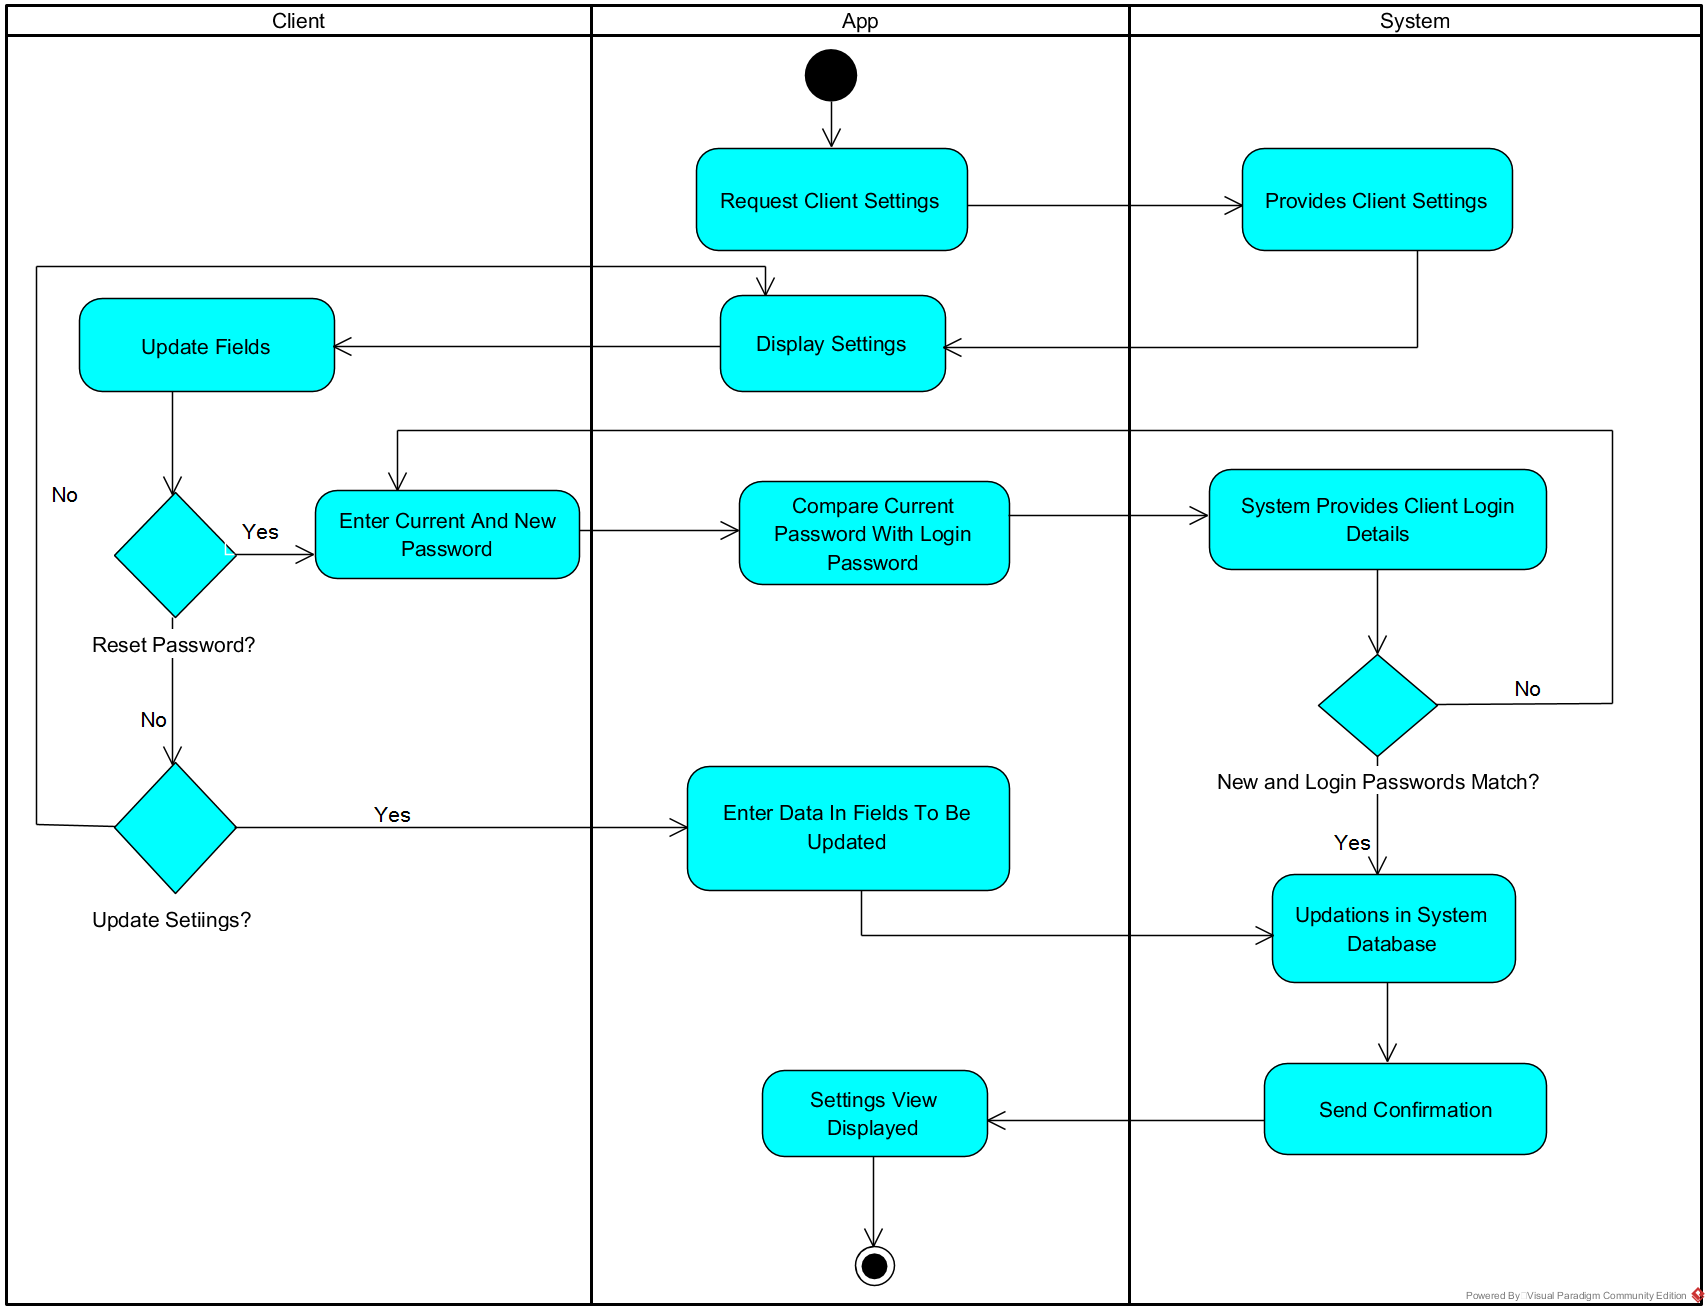 Client
App
System
Request Client Settings
Provides Client Settings
Update Fields
Display Settings
No
Yes
Enter Current And New
Password
Compare Current
Password With Login
Password
System Provides Client Login
Details
Reset Password?
No
No
New and Login Passwords Match?
Yes
Yes
Enter Data In Fields To Be
Updated
Update Setiings?
Updations in System
Database
Settings View
Displayed
Send Confirmation
Powered By Visual Paradigm Community Edition